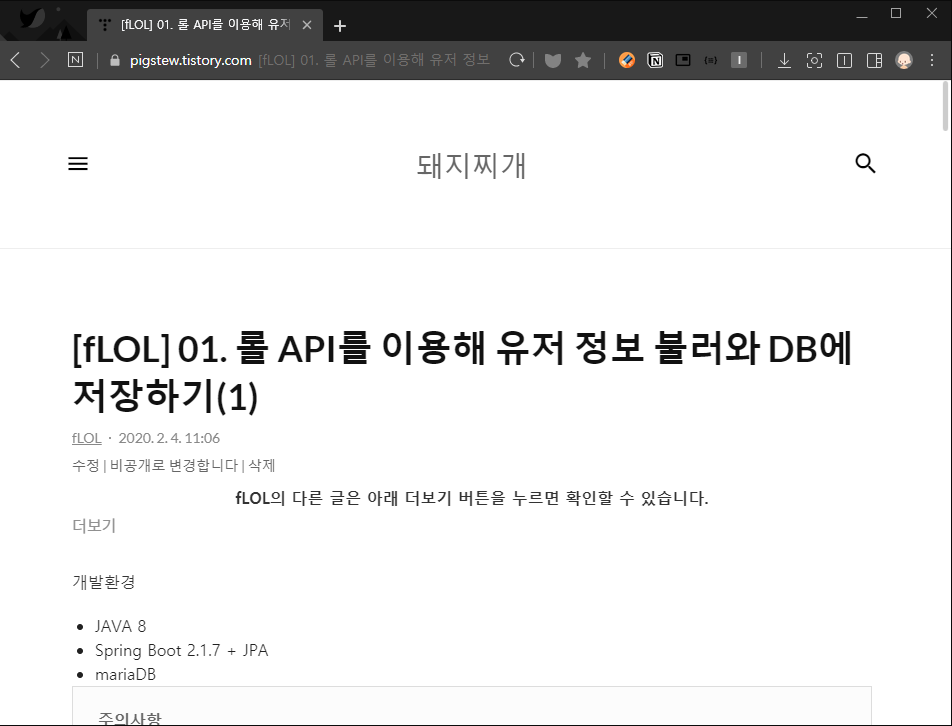 [fLOL] 01. 롤 API를 이용해 유저
pigstew.tistory.com [fLOL] 01. 롤 API를 이용해 유저 정보
돼지찌개
[fLOL] 01. 롤 API를 이용해 유저 정보 불러와 DB에
저장하기(1)
fLOL · 2020. 2. 4. 11:06
수정 | 비공개로 변경합니다 | 삭제
fLOL의 다른 글은 아래 더보기 버튼을 누르면 확인할 수 있습니다.
더보기
개발환경
JAVA 8
Spring Boot 2.1.7 + JPA
mariaDB
주의사항